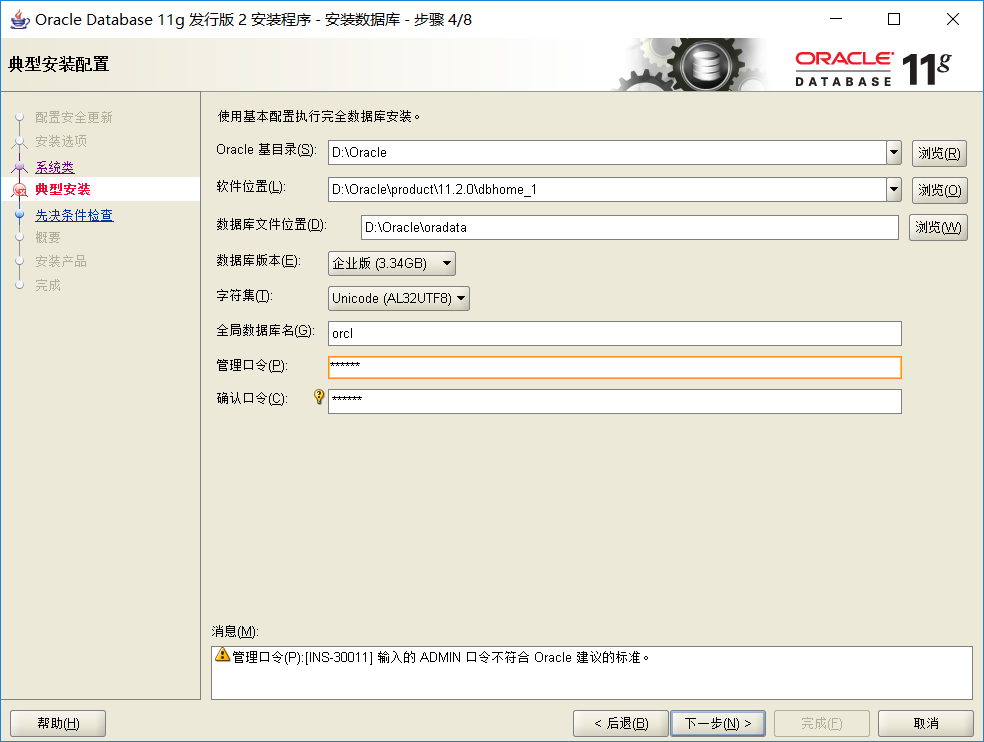 Oracle Database 11g 发行版 2 安装程序 - 安装数据库 - 步骤 4/8
典型安装配置
ORACLE
DATABASE 11g
配置安全更新
安装选项
系统类
典型安装
先决条件检查
概要
安装产品
完成
使用基本配置执行完全数据库安装。
Oracle 基目录(S): D:\Oracle 浏览(R)
软件位置(L): D:\Oracle\product\11.2.0\dbhome_1 浏览(O)
数据库文件位置(D): D:\Oracle\oradata 浏览(W)
数据库版本(E): 企业版 (3.34GB)
字符集(T): Unicode (AL32UTF8)
全局数据库名(G): orcl
管理口令(P): ******
确认口令(C): ******
消息(M):
管理口令(P):[INS-30011] 输入的 ADMIN 口令不符合 Oracle 建议的标准。
帮助(H) < 后退(B) 下一步(N) > 完成(F) 取消